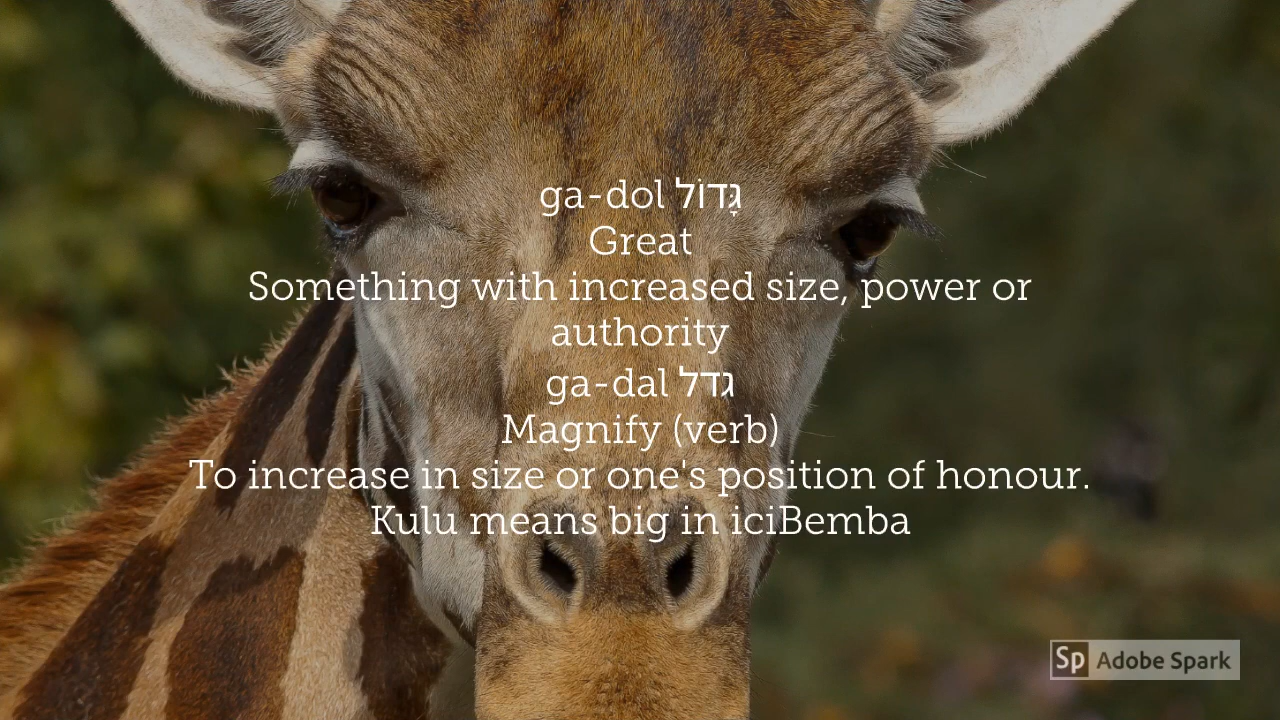 ga-dol גָּדוֹל
Great
Something with increased size, power or
authority
ga-dal גדל
Magnify (verb)
To increase in size or one's position of honour.
Kulu means big in iciBemba
Sp Adobe Spark